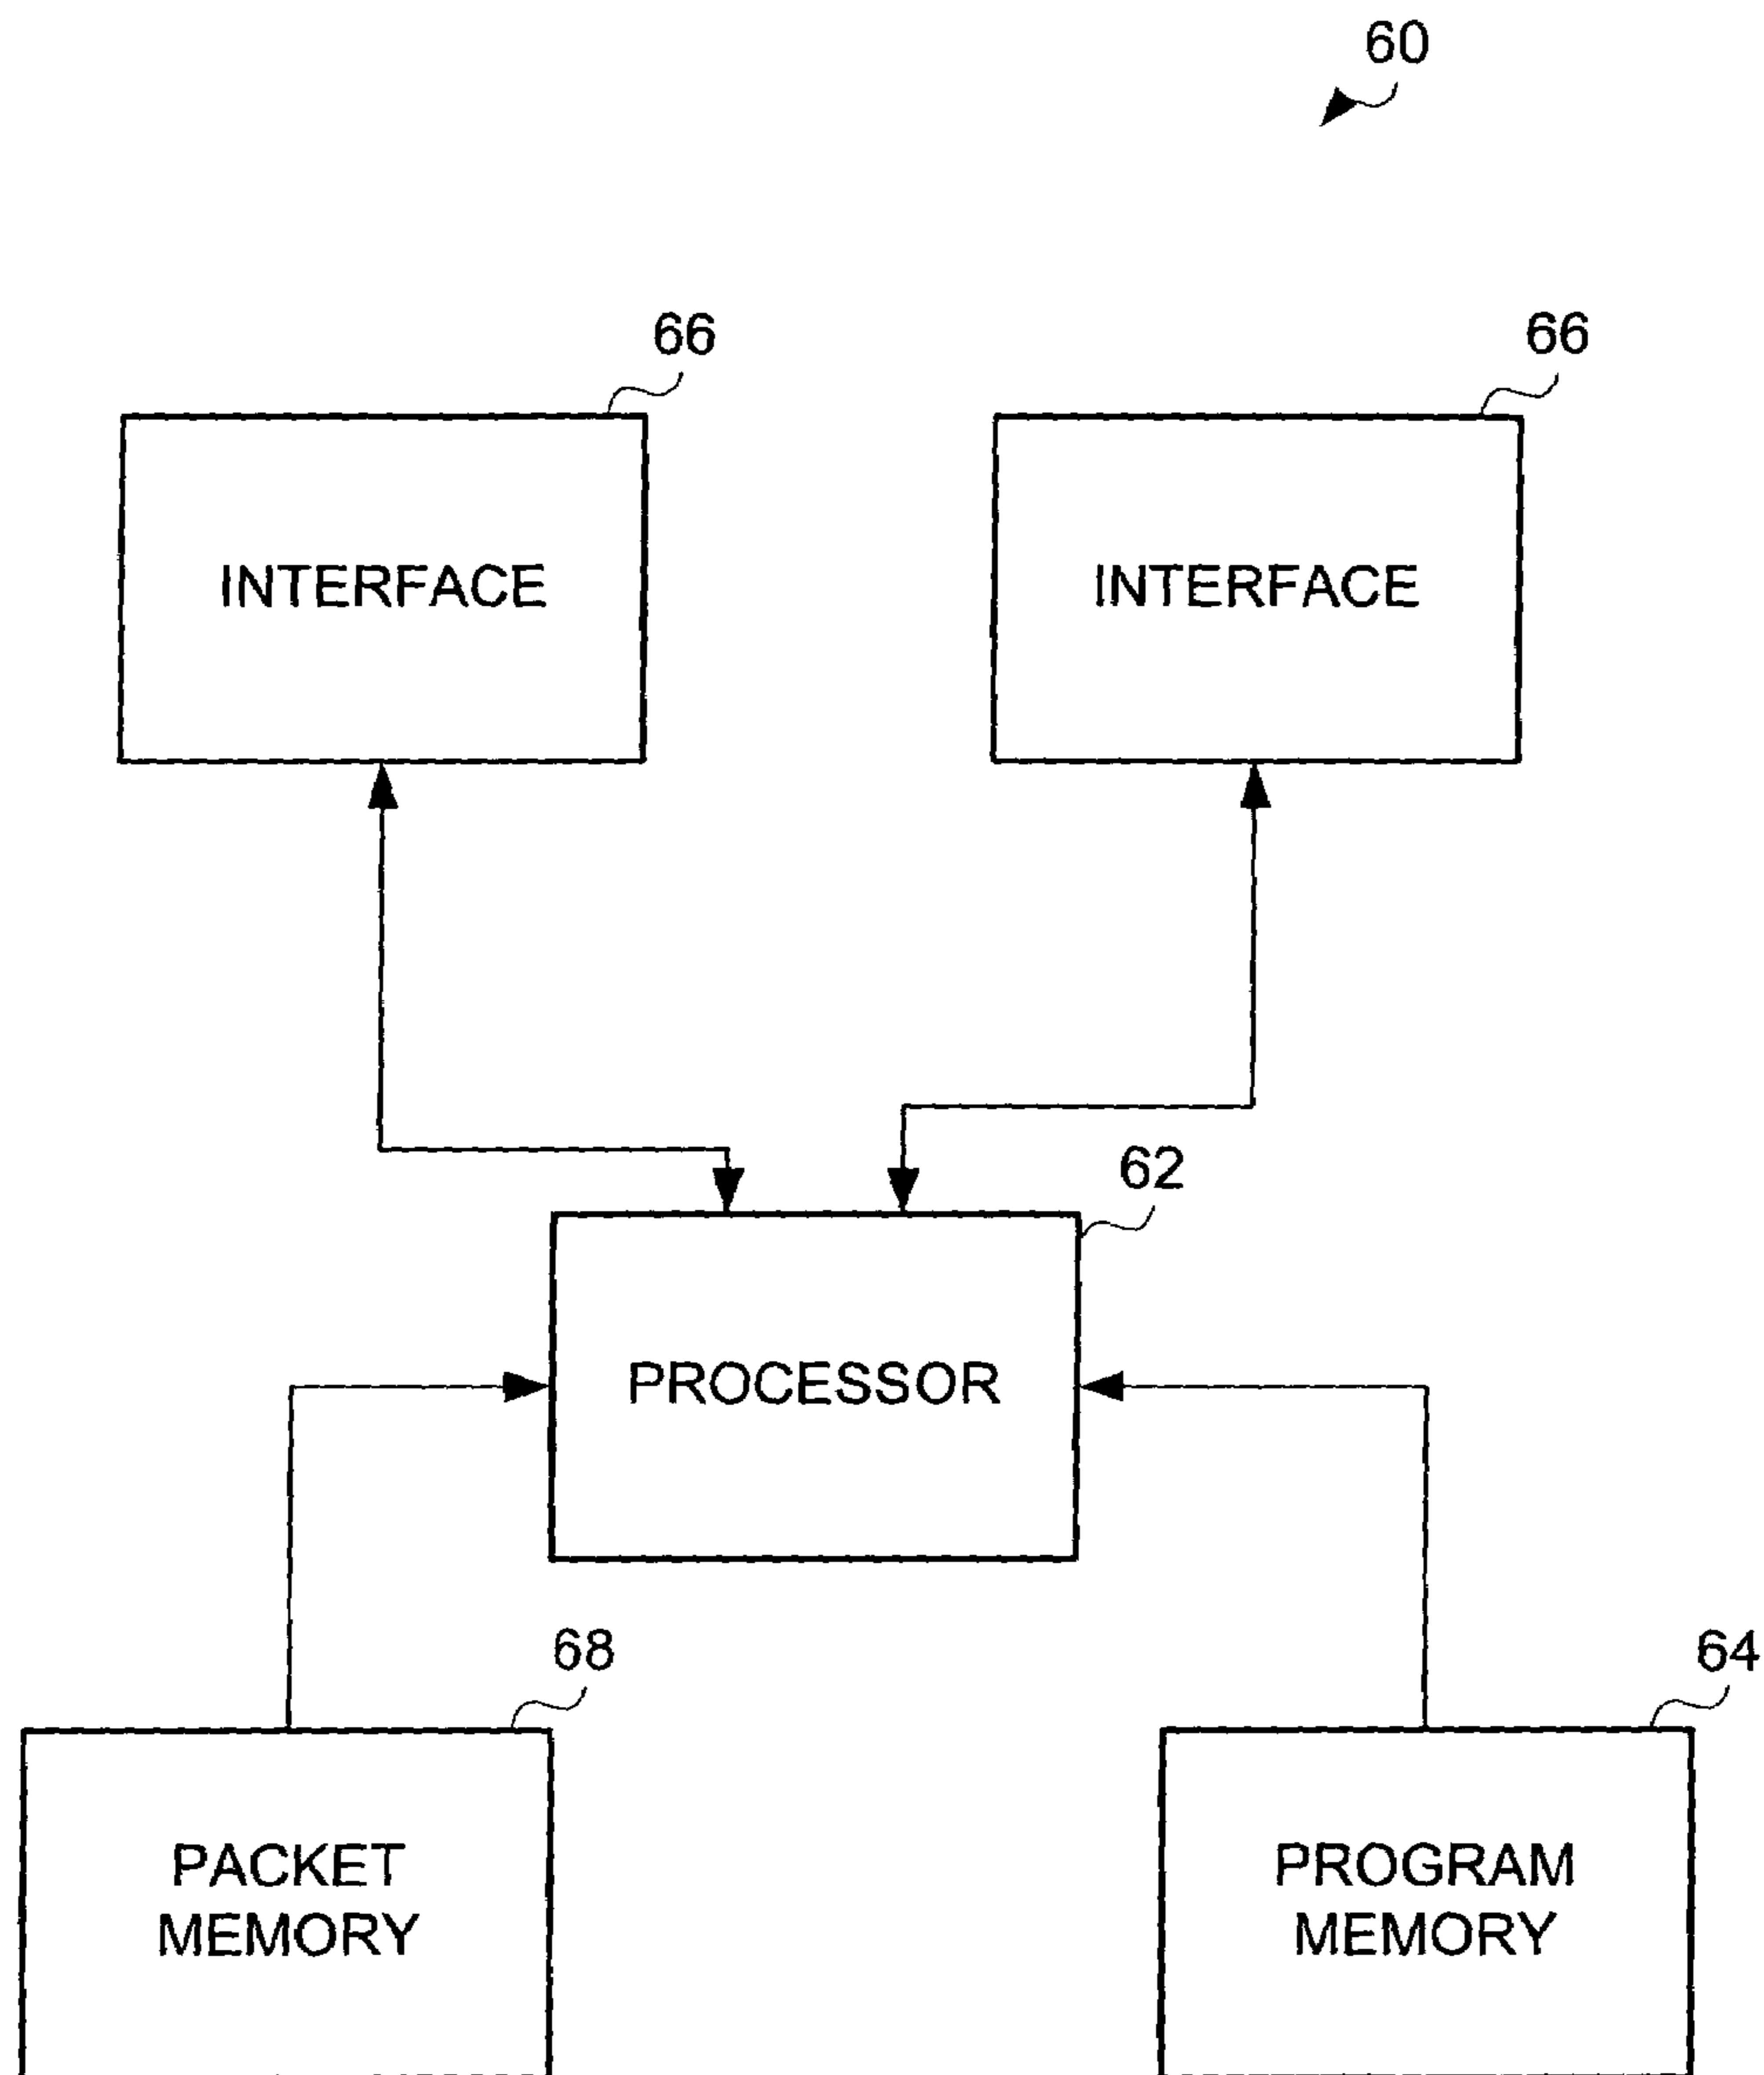 60
66
66
INTERFACE
INTERFACE
62
PROCESSOR
68
64
PACKET
MEMORY
PROGRAM
MEMORY